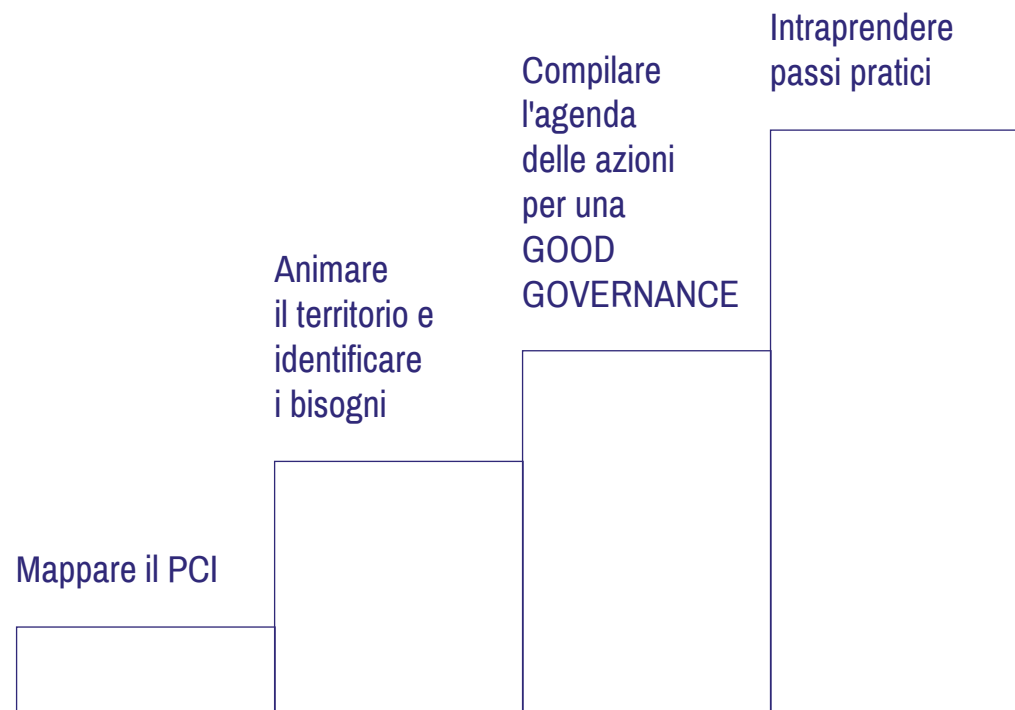 Mappare il PCI
Animare
il territorio e
identificare
i bisogni
Compilare
l'agenda
delle azioni
per una
GOOD
GOVERNANCE
Intraprendere
passi pratici